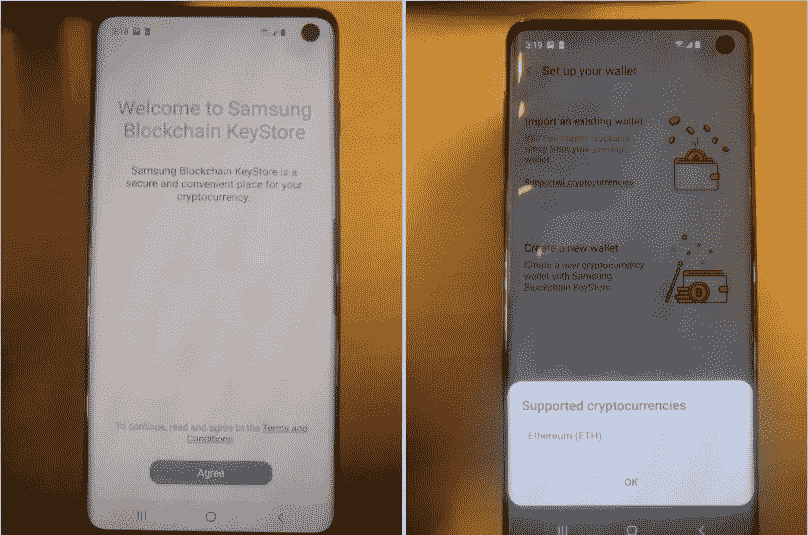 3:18
Welcome to Samsung
Blockchain KeyStore
Samsung Blockchain KeyStore is a
secure and convenient place for your
cryptocurrency.
To continue, read and agree to the Terms and
Conditions.
Agree
3:19
Set up your wallet
Import an existing wallet
wallet.
Supported cryptocurrencies
Create a new wallet
Create a new cryptocurrency
wallet with Samsung
Blockchain KeyStore
Supported cryptocurrencies
Ethereum (ETH)
OK